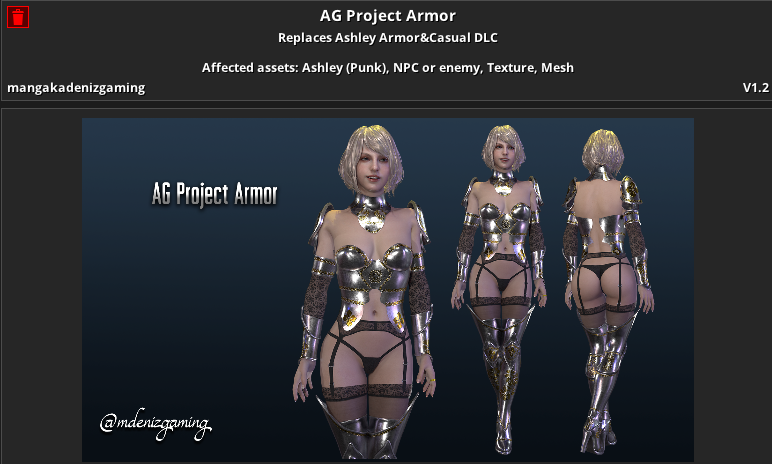 AG Project Armor
Replaces Ashley Armor&Casual DLC
Affected assets: Ashley (Punk), NPC or enemy, Texture, Mesh
mangakadenizgaming V1.2
AG Project Armor
@mdenizgaming